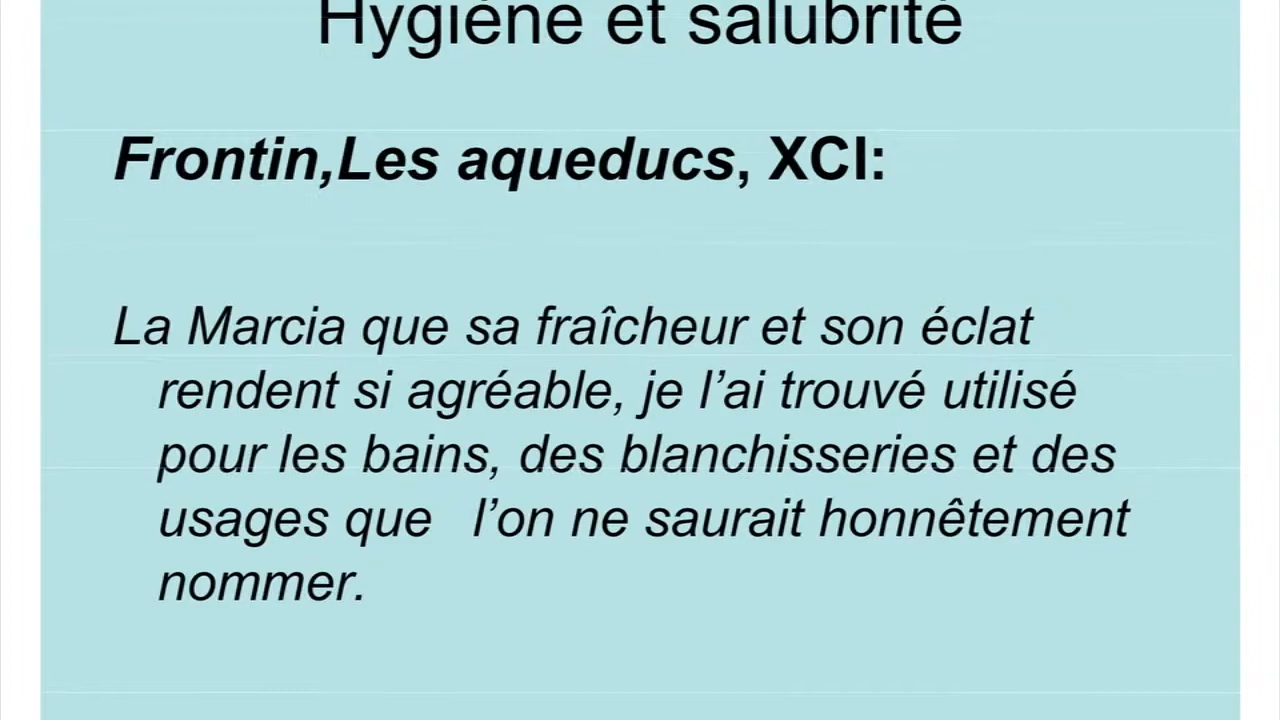 Hygiène et salubrité
Frontin,Les aqueducs, XCI:
La Marcia que sa fraîcheur et son éclat
rendent si agréable, je l’ai trouvé utilisé
pour les bains, des blanchisseries et des
usages que l’on ne saurait honnêtement
nommer.